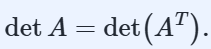 det A = det(A^T).